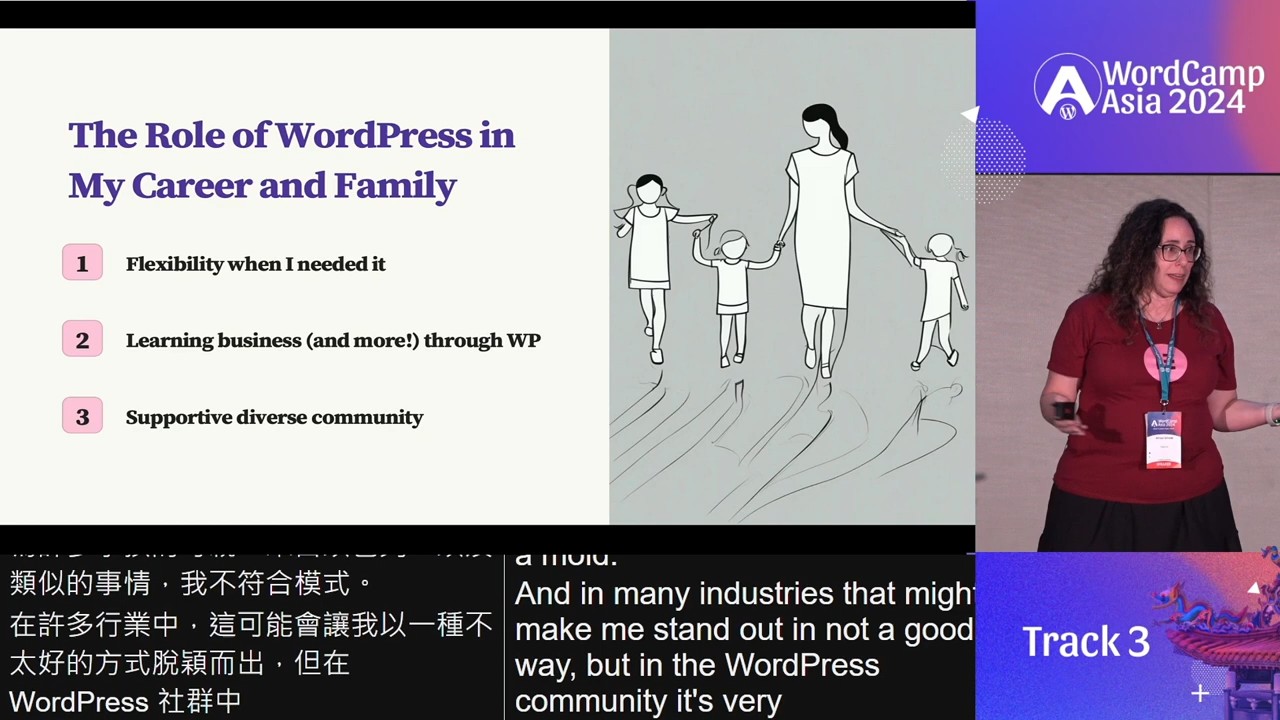 The Role of WordPress in
My Career and Family
1 Flexibility when I needed it
2 Learning business (and more!) through WP
3 Supportive diverse community
WordCamp
Asia 2024
類似的事情，我不符合模式。
在許多行業中，這可能會讓我以一種不
太好的方式脫穎而出，但在
WordPress 社群中
a mold.
And in many industries that might
make me stand out in not a good
way, but in the WordPress
community it's very
WordCamp
Asia 2024
Track 3